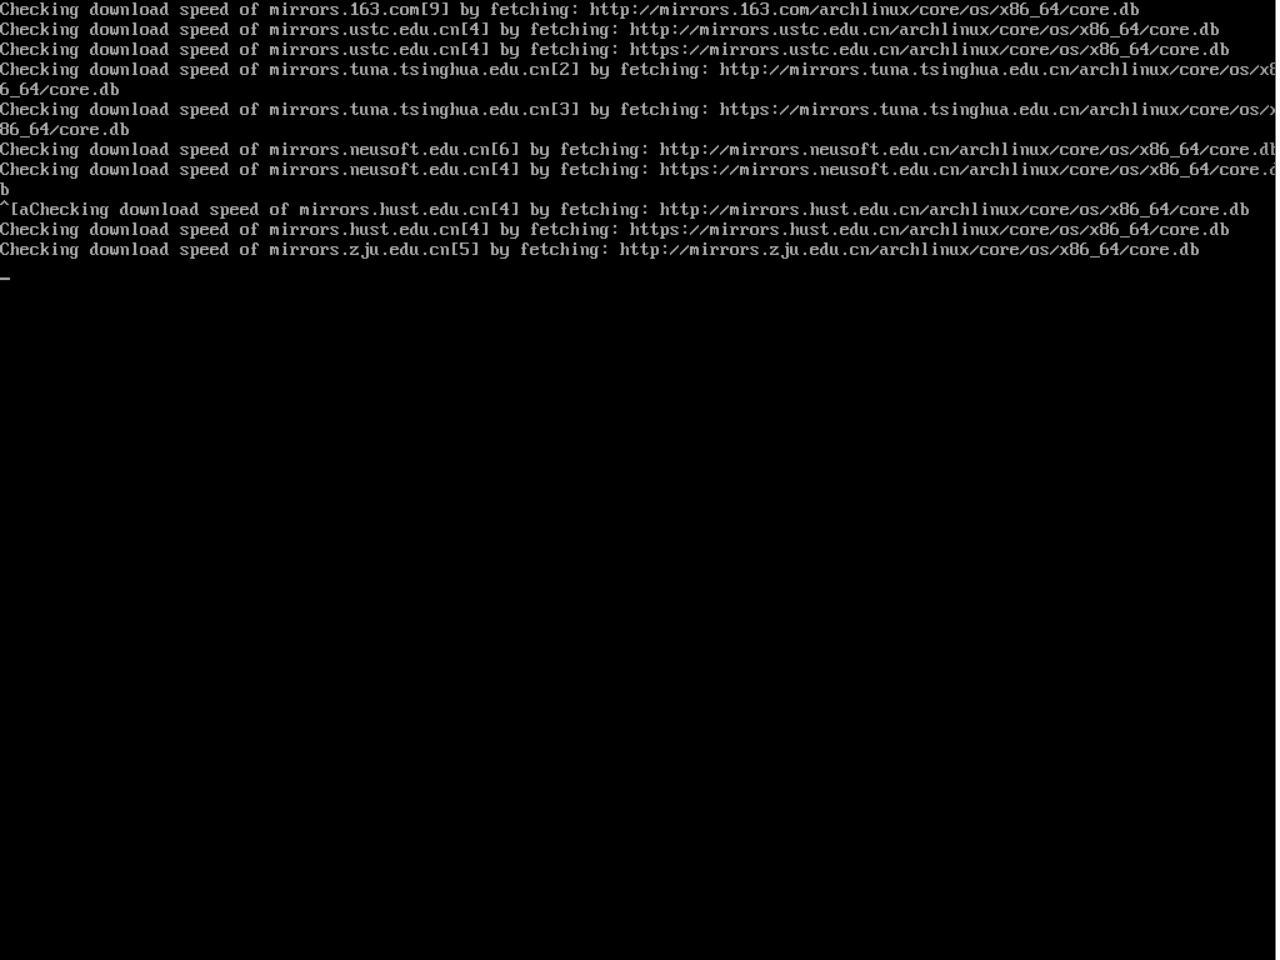 Checking download speed of mirrors.163.com[9] by fetching: http://mirrors.163.com/archlinux/core/os/x86_64/core.db
Checking download speed of mirrors.ustc.edu.cn[4] by fetching: http://mirrors.ustc.edu.cn/archlinux/core/os/x86_64/core.db
Checking download speed of mirrors.ustc.edu.cn[4] by fetching: https://mirrors.ustc.edu.cn/archlinux/core/os/x86_64/core.db
Checking download speed of mirrors.tuna.tsinghua.edu.cn[2] by fetching: http://mirrors.tuna.tsinghua.edu.cn/archlinux/core/os/x8
6_64/core.db
Checking download speed of mirrors.tuna.tsinghua.edu.cn[3] by fetching: https://mirrors.tuna.tsinghua.edu.cn/archlinux/core/os/x
86_64/core.db
Checking download speed of mirrors.neusoft.edu.cn[6] by fetching: http://mirrors.neusoft.edu.cn/archlinux/core/os/x86_64/core.db
Checking download speed of mirrors.neusoft.edu.cn[4] by fetching: https://mirrors.neusoft.edu.cn/archlinux/core/os/x86_64/core.d
b
^[aChecking download speed of mirrors.hust.edu.cn[4] by fetching: http://mirrors.hust.edu.cn/archlinux/core/os/x86_64/core.db
Checking download speed of mirrors.hust.edu.cn[4] by fetching: https://mirrors.hust.edu.cn/archlinux/core/os/x86_64/core.db
Checking download speed of mirrors.zju.edu.cn[5] by fetching: http://mirrors.zju.edu.cn/archlinux/core/os/x86_64/core.db